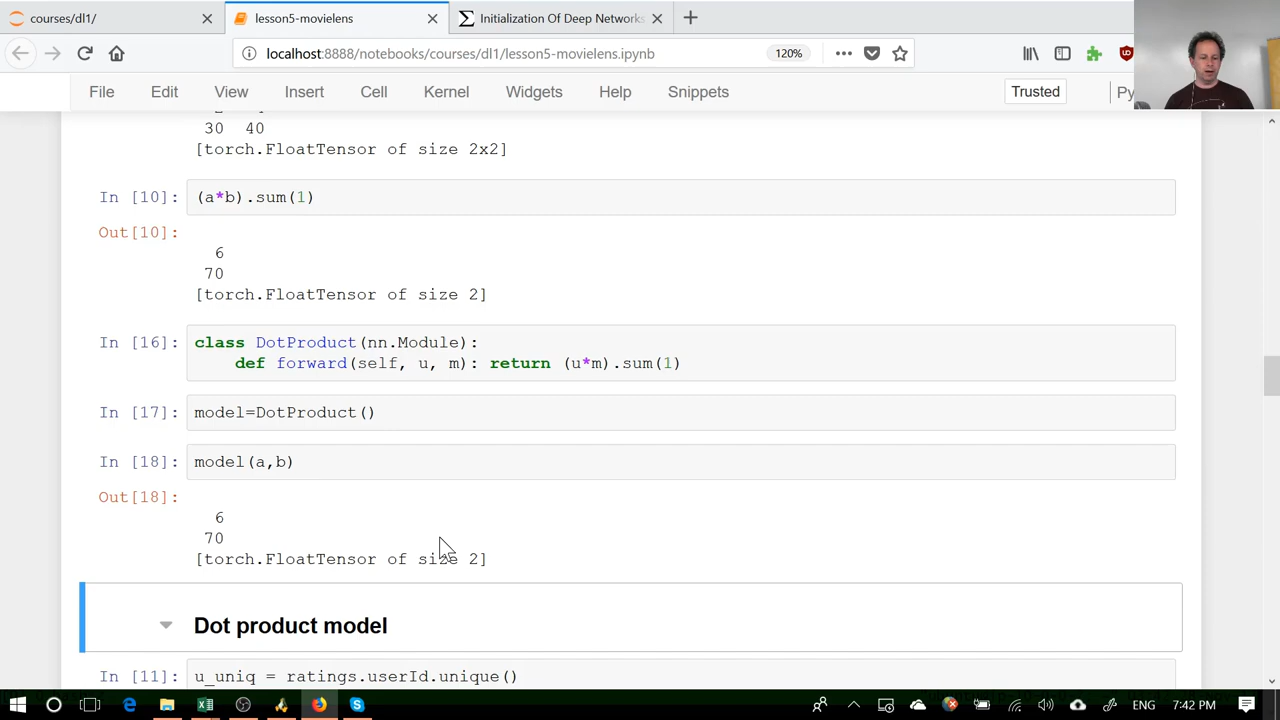 courses/dl1/
lesson5-movielens
Initialization Of Deep Networks
localhost:8888/notebooks/courses/dl1/lesson5-movielens.ipynb
120%
File Edit View Insert Cell Kernel Widgets Help Snippets
Trusted
Py
30 40
[torch.FloatTensor of size 2x2]
In [10]: (a*b).sum(1)
Out[10]:
6
70
[torch.FloatTensor of size 2]
In [16]: class DotProduct(nn.Module):
def forward(self, u, m): return (u*m).sum(1)
In [17]: model=DotProduct()
In [18]: model(a,b)
Out[18]:
6
70
[torch.FloatTensor of size 2]
Dot product model
In [11]: u_uniq = ratings.userId.unique()
ENG 7:42 PM